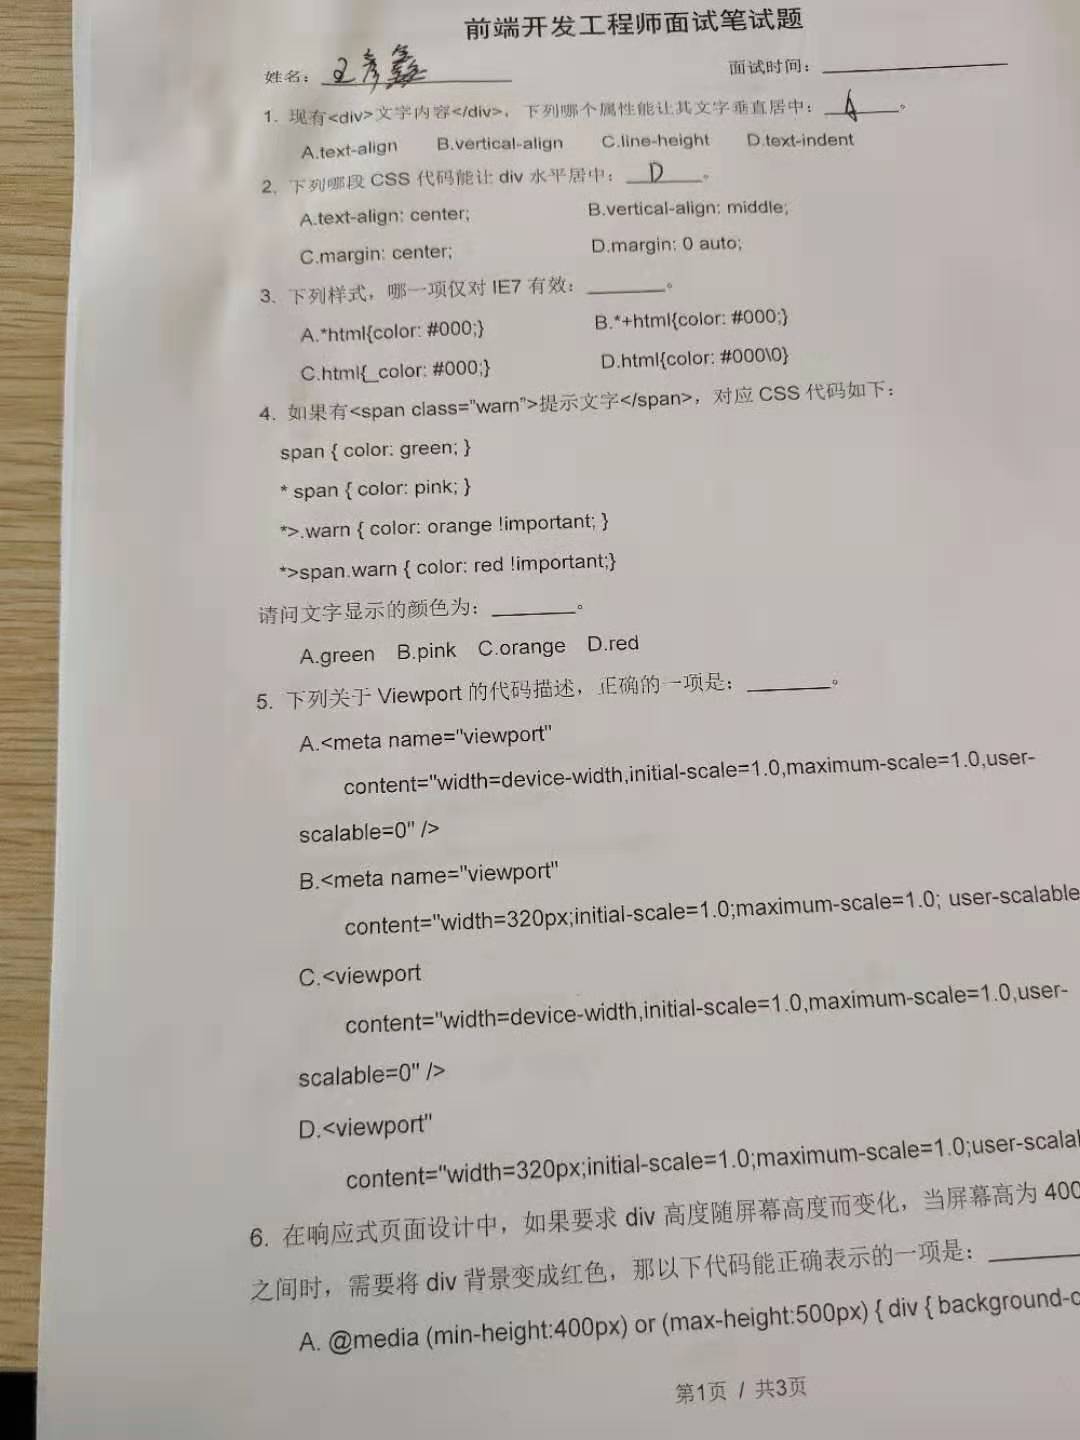 前端开发工程师面试笔试题
姓名：王彦鑫 面试时间：
1. 现有<div>文字内容</div>，下列哪个属性能让其文字垂直居中：A。
A.text-align B.vertical-align C.line-height D.text-indent
2. 下列哪段 CSS 代码能让 div 水平居中：D。
A.text-align: center; B.vertical-align: middle;
C.margin: center; D.margin: 0 auto;
3. 下列样式，哪一项仅对 IE7 有效：。
A.*html{color: #000;} B.*+html{color: #000;}
C.html{_color: #000;} D.html{color: #000\0}
4. 如果有<span class="warn">提示文字</span>，对应 CSS 代码如下：
span { color: green; }
* span { color: pink; }
*>.warn { color: orange !important; }
*>span.warn { color: red !important;}
请问文字显示的颜色为：。
A.green B.pink C.orange D.red
5. 下列关于 Viewport 的代码描述，正确的一项是：。
A.<meta name="viewport"
content="width=device-width,initial-scale=1.0,maximum-scale=1.0,user-
scalable=0" />
B.<meta name="viewport"
content="width=320px;initial-scale=1.0;maximum-scale=1.0; user-scalable
C.<viewport
content="width=device-width,initial-scale=1.0,maximum-scale=1.0,user-
scalable=0" />
D.<viewport"
content="width=320px;initial-scale=1.0;maximum-scale=1.0;user-scalal
6. 在响应式页面设计中，如果要求 div 高度随屏幕高度而变化，当屏幕高为 400
之间时，需要将 div 背景变成红色，那以下代码能正确表示的一项是：
A. @media (min-height:400px) or (max-height:500px) { div { background-c
第1页 / 共3页